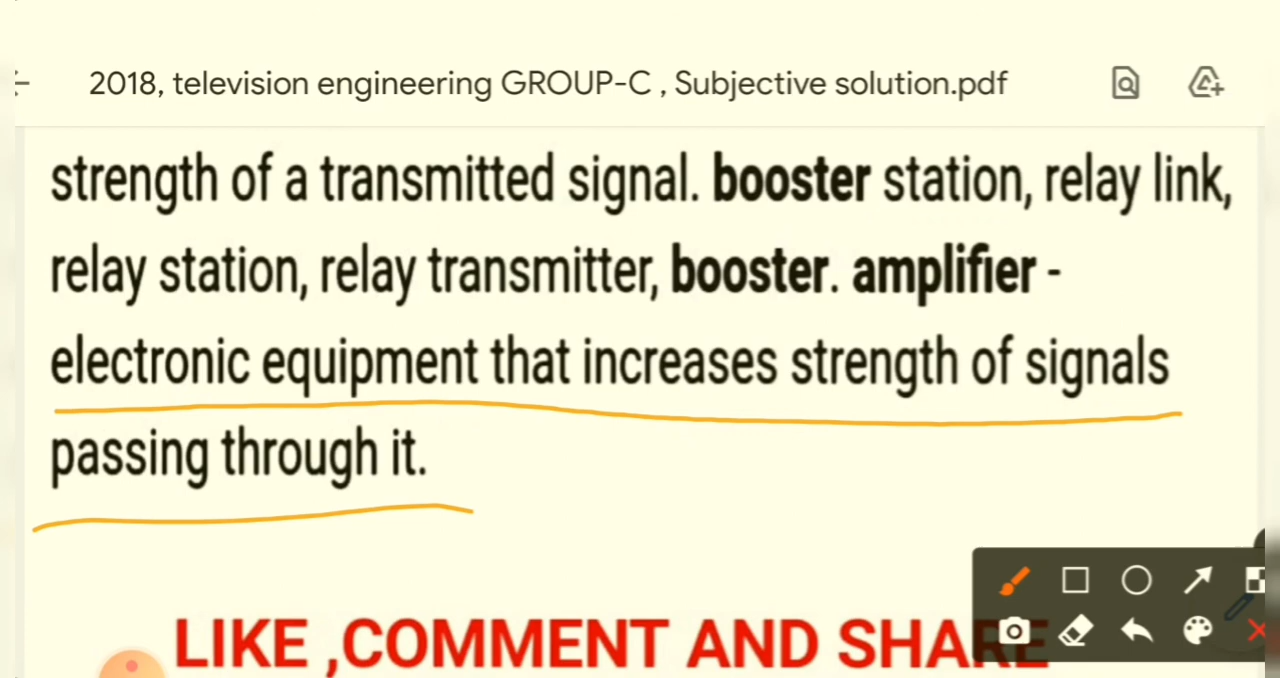 2018, television engineering GROUP-C , Subjective solution.pdf
strength of a transmitted signal. booster station, relay link,
relay station, relay transmitter, booster. amplifier -
electronic equipment that increases strength of signals
passing through it.
LIKE ,COMMENT AND SHARE